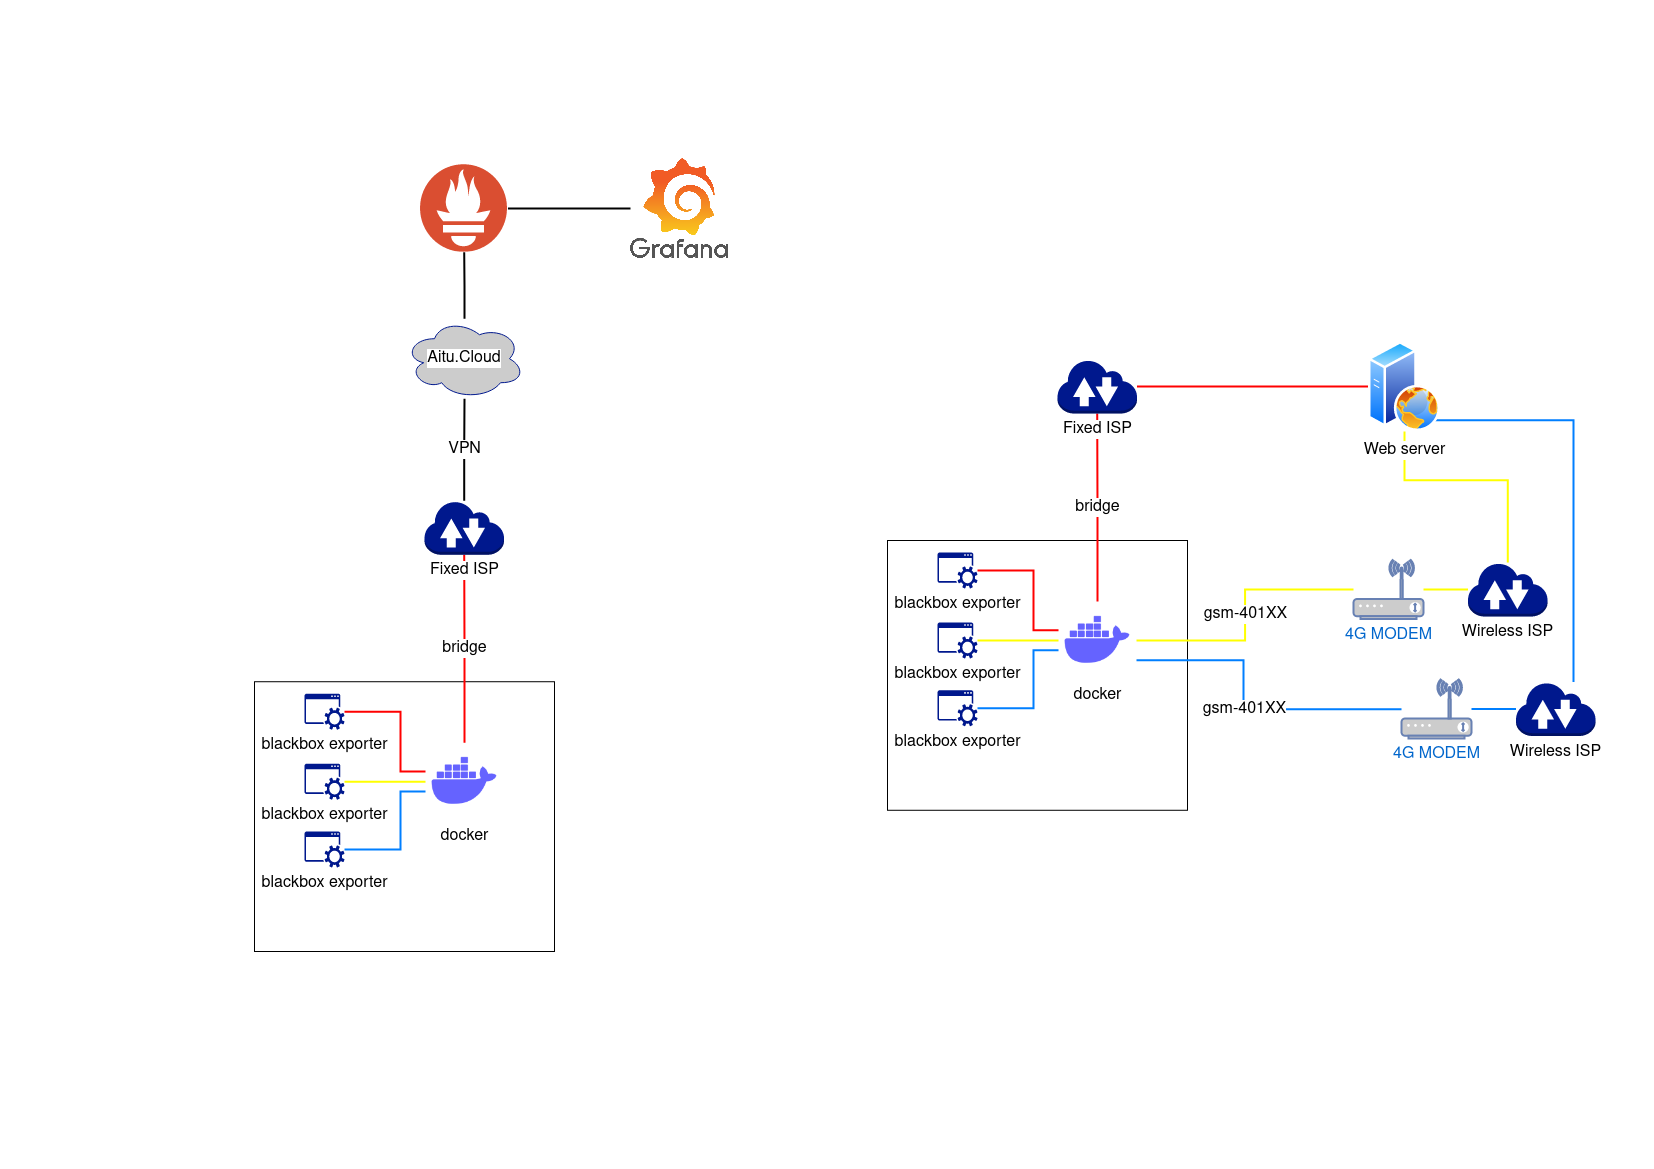 Grafana
Aitu.Cloud
VPN
Fixed ISP
bridge
blackbox exporter
blackbox exporter
docker
blackbox exporter
Fixed ISP
Web server
bridge
blackbox exporter
gsm-401XX
4G MODEM
Wireless ISP
blackbox exporter
docker
gsm-401XX
blackbox exporter
4G MODEM
Wireless ISP